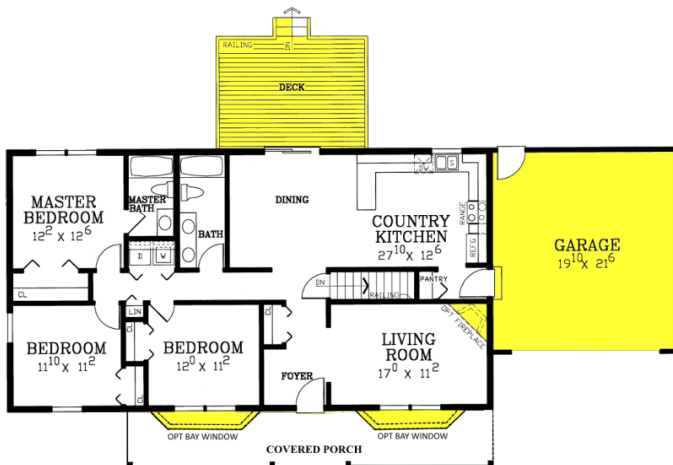 RAILING
DN
DECK
MASTER
BEDROOM
12² X 12⁶
MASTER
BATH
BATH
DINING
DW
S
COUNTRY
KITCHEN
27¹⁰ X 12⁶
RANGE
REFG
GARAGE
19¹⁰ X 21⁶
D
W
CL
LIN
DN
RAILING
PANTRY
BEDROOM
11¹⁰ X 11²
CL
CL
BEDROOM
12⁰ X 11²
CL
FOYER
LIVING
ROOM
17⁰ X 11²
OPT FIREPLACE
OPT BAY WINDOW
OPT BAY WINDOW
COVERED PORCH